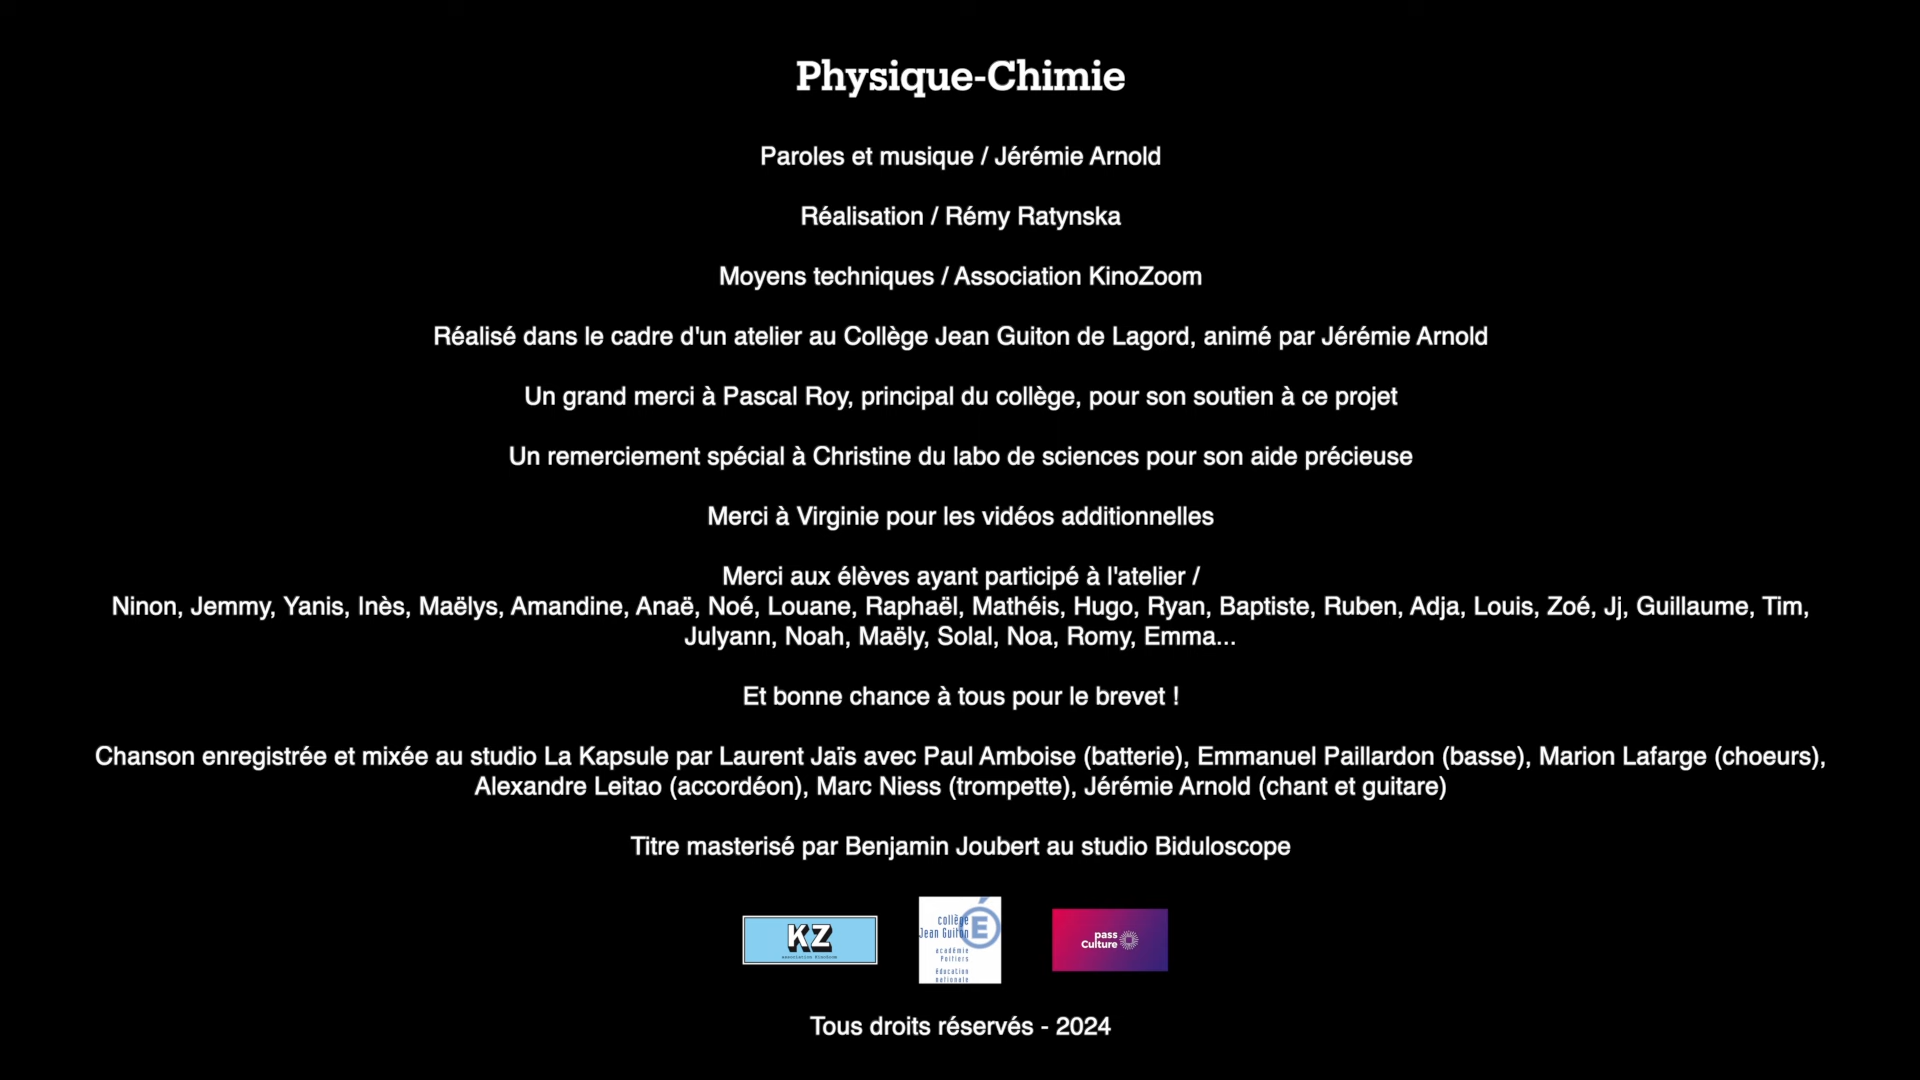 Physique-Chimie
Paroles et musique / Jérémie Arnold
Réalisation / Rémy Ratynska
Moyens techniques / Association KinoZoom
Réalisé dans le cadre d'un atelier au Collège Jean Guiton de Lagord, animé par Jérémie Arnold
Un grand merci à Pascal Roy, principal du collège, pour son soutien à ce projet
Un remerciement spécial à Christine du labo de sciences pour son aide précieuse
Merci à Virginie pour les vidéos additionnelles
Merci aux élèves ayant participé à l'atelier /
Ninon, Jemmy, Yanis, Inès, Maëlys, Amandine, Anaë, Noé, Louane, Raphaël, Mathéis, Hugo, Ryan, Baptiste, Ruben, Adja, Louis, Zoé, Jj, Guillaume, Tim,
Julyann, Noah, Maëly, Solal, Noa, Romy, Emma...
Et bonne chance à tous pour le brevet !
Chanson enregistrée et mixée au studio La Kapsule par Laurent Jaïs avec Paul Amboise (batterie), Emmanuel Paillardon (basse), Marion Lafarge (choeurs),
Alexandre Leitao (accordéon), Marc Niess (trompette), Jérémie Arnold (chant et guitare)
Titre masterisé par Benjamin Joubert au studio Biduloscope
KZ
association KinoZoom
collège
Jean Guiton
É
académie
Poitiers
éducation
nationale
pass
Culture
Tous droits réservés - 2024